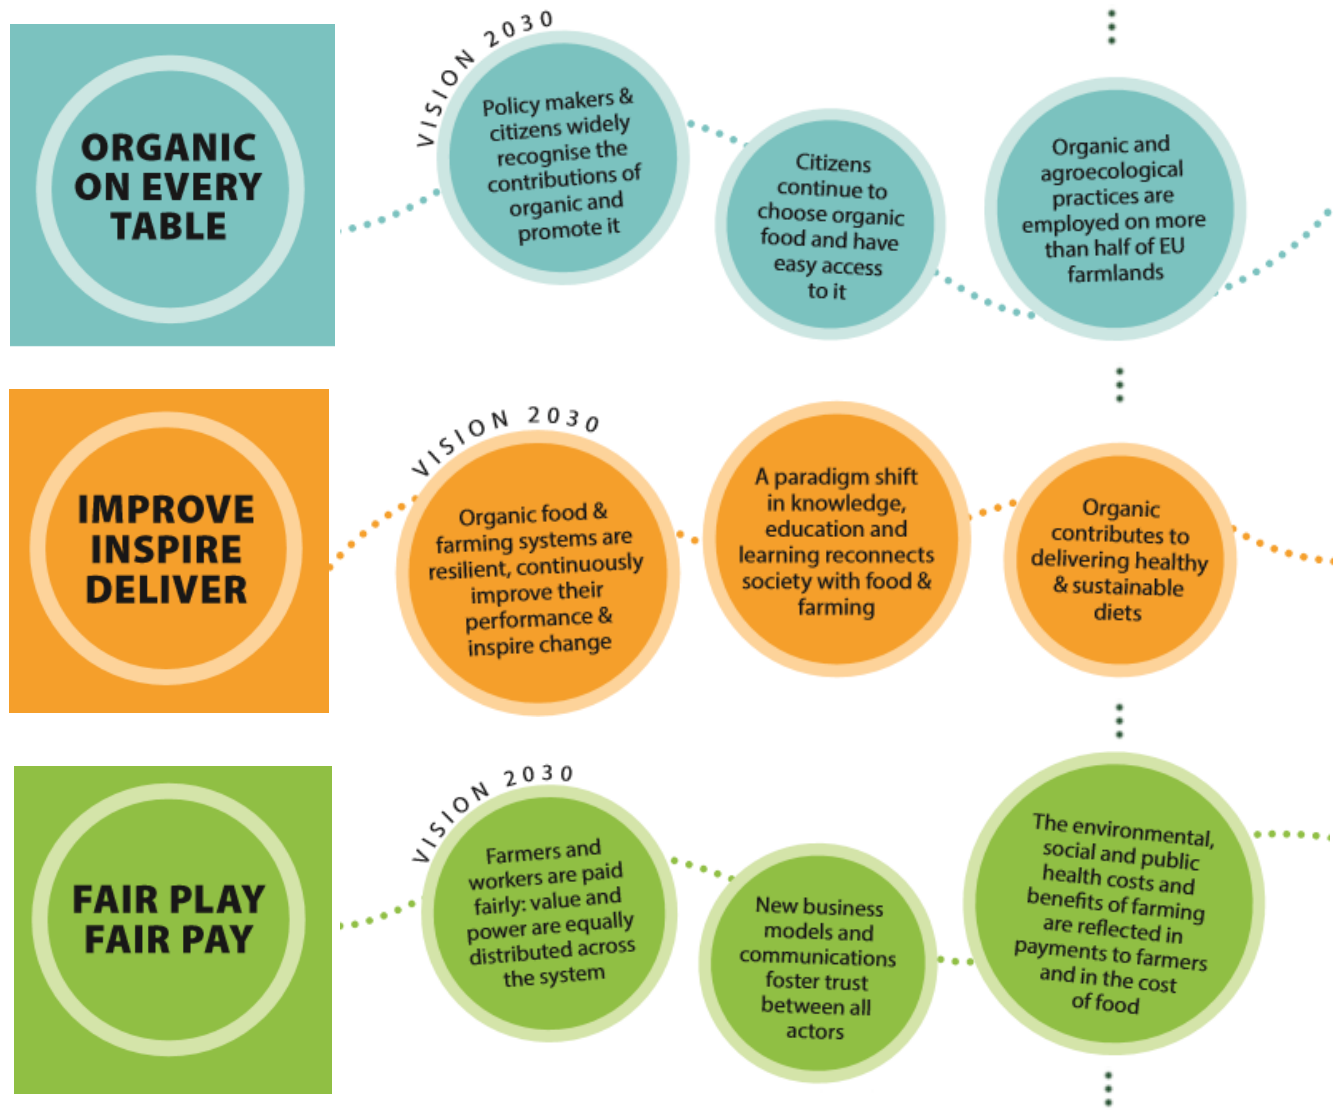 ORGANIC
ON EVERY
TABLE
VISION 2030
Policy makers &
citizens widely
recognise the
contributions of
organic and
promote it
Citizens
continue to
choose organic
food and have
easy access
to it
Organic and
agroecological
practices are
employed on more
than half of EU
farmlands
IMPROVE
INSPIRE
DELIVER
VISION 2030
Organic food &
farming systems are
resilient, continuously
improve their
performance &
inspire change
A paradigm shift
in knowledge,
education and
learning reconnects
society with food &
farming
Organic
contributes to
delivering healthy
& sustainable
diets
FAIR PLAY
FAIR PAY
VISION 2030
Farmers and
workers are paid
fairly: value and
power are equally
distributed across
the system
New business
models and
communications
foster trust
between all
actors
The environmental,
social and public
health costs and
benefits of farming
are reflected in
payments to farmers
and in the cost
of food